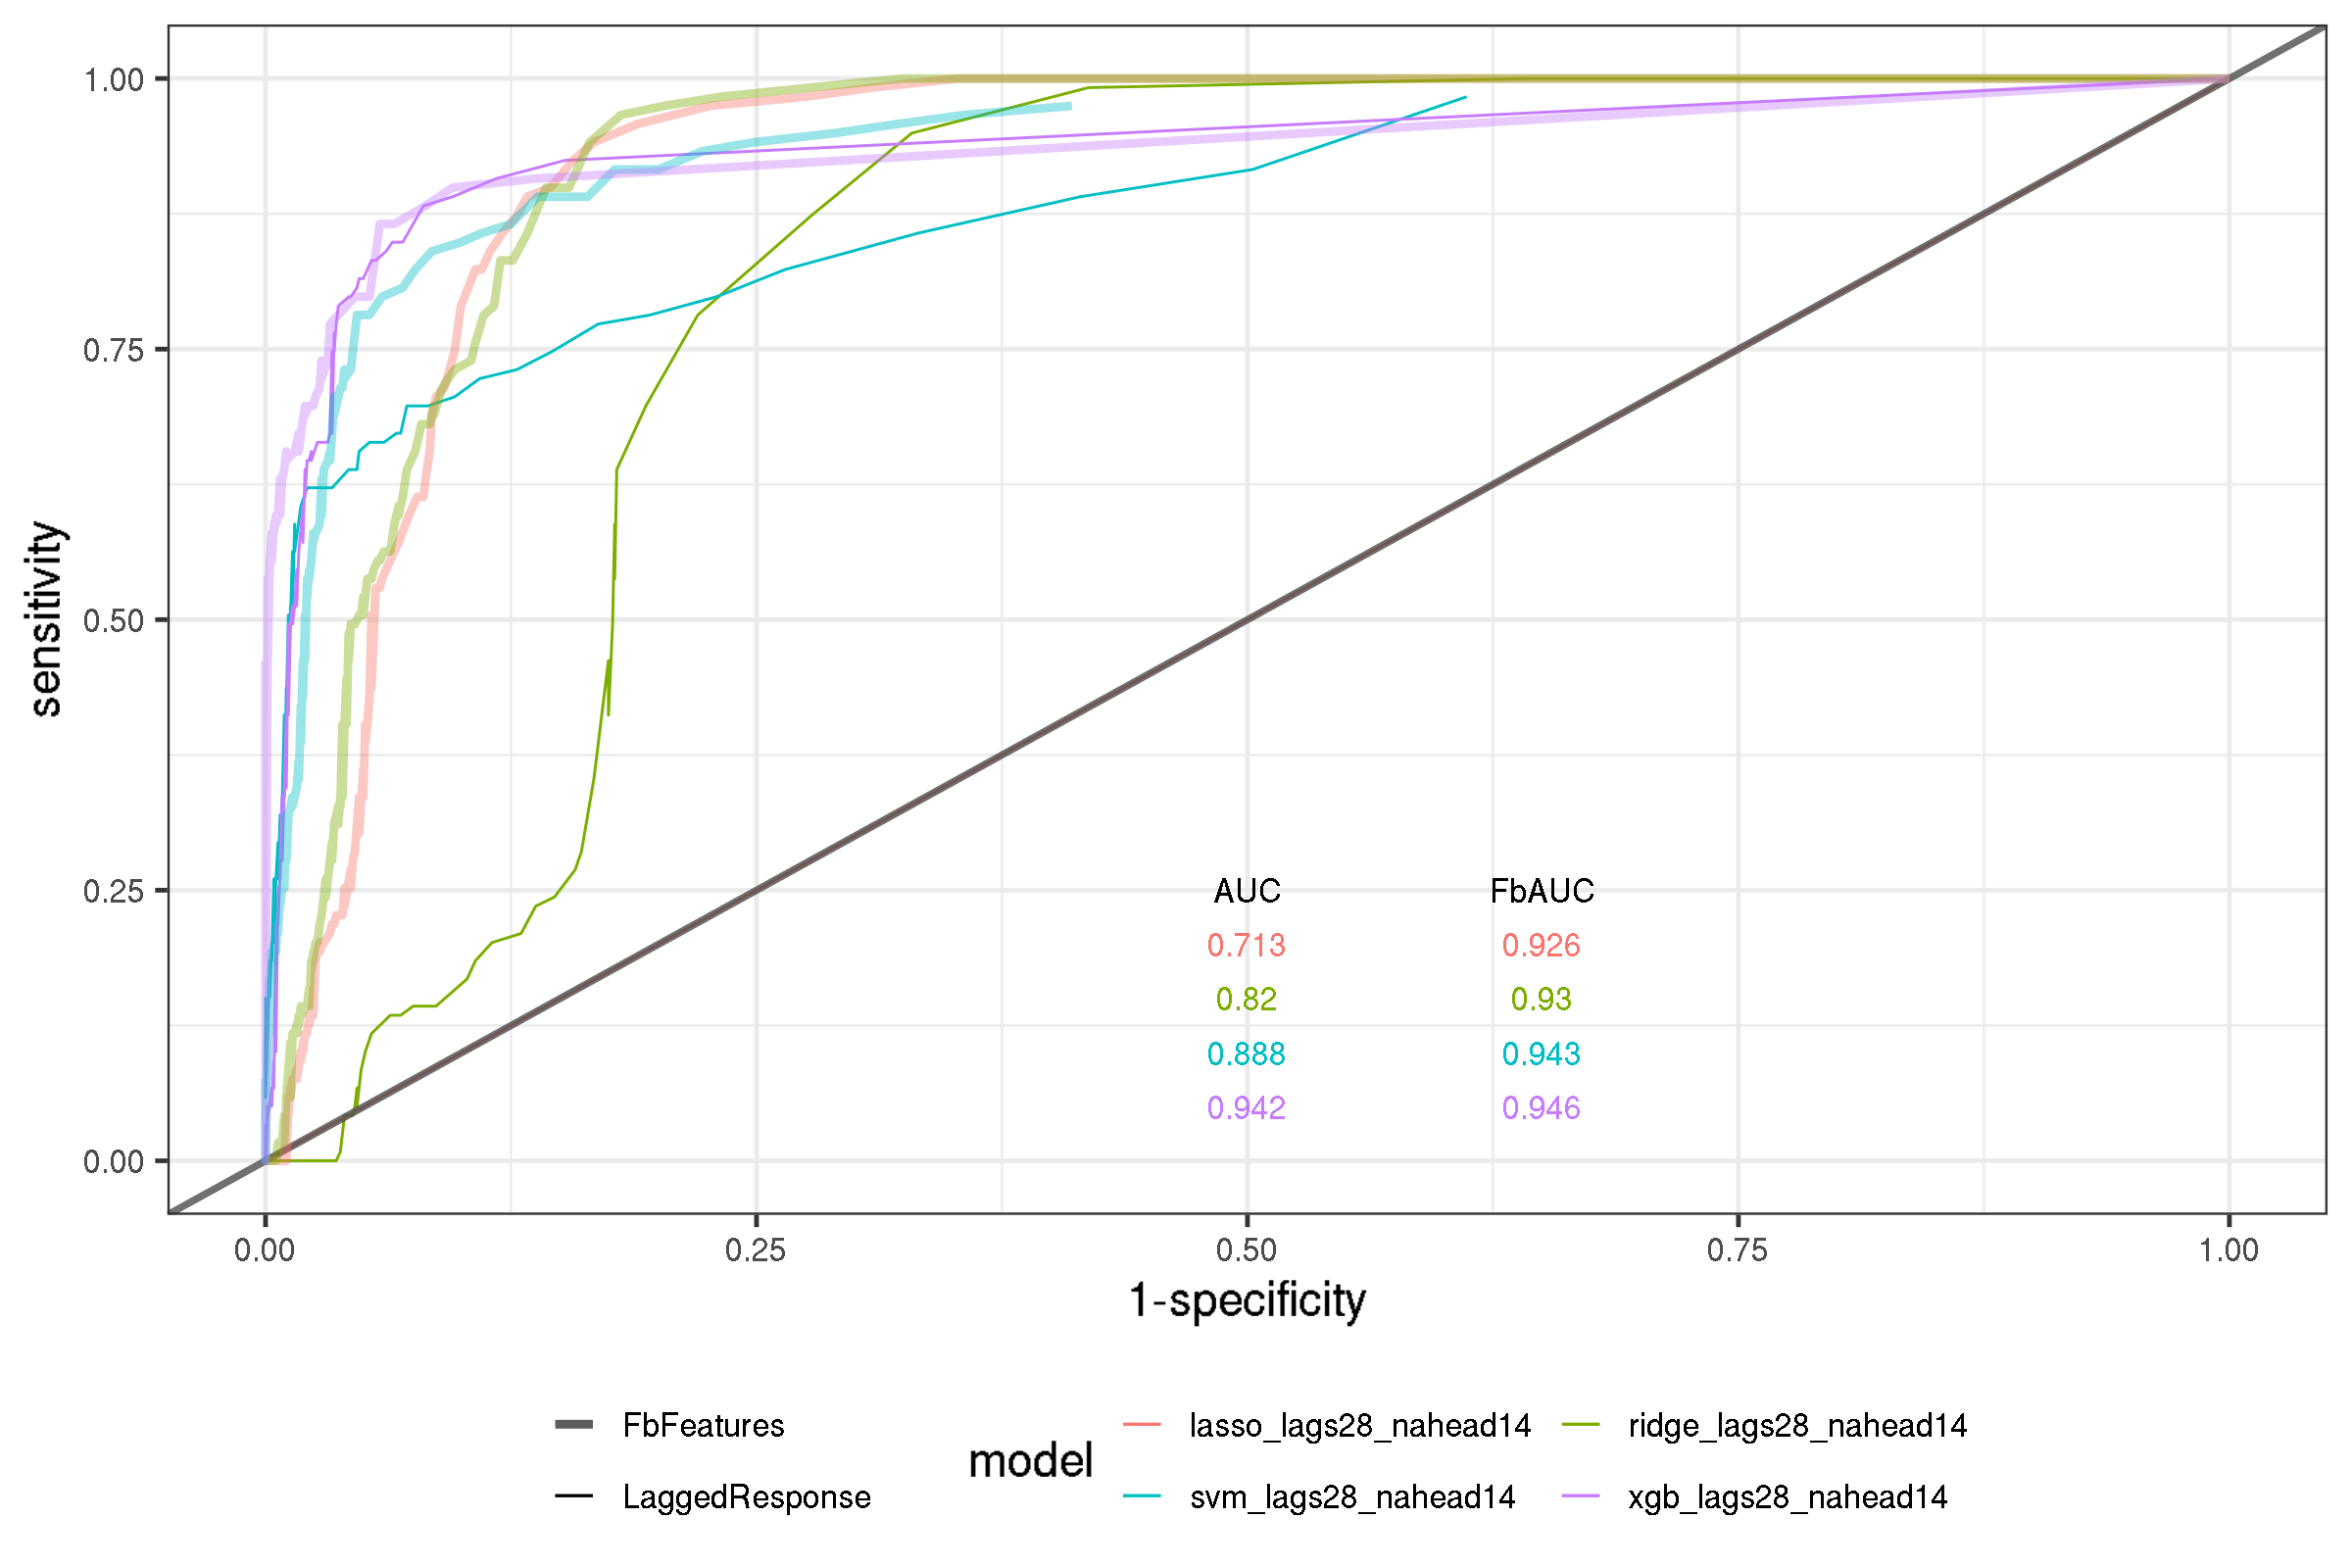 1.00
0.75
0.50
0.25
0.00
sensitivity
AUC FbAUC
0.713 0.926
0.82 0.93
0.888 0.943
0.942 0.946
0.00 0.25 0.50 0.75 1.00
1-specificity
FbFeatures
LaggedResponse
model
lasso_lags28_nahead14 ridge_lags28_nahead14
svm_lags28_nahead14 xgb_lags28_nahead14